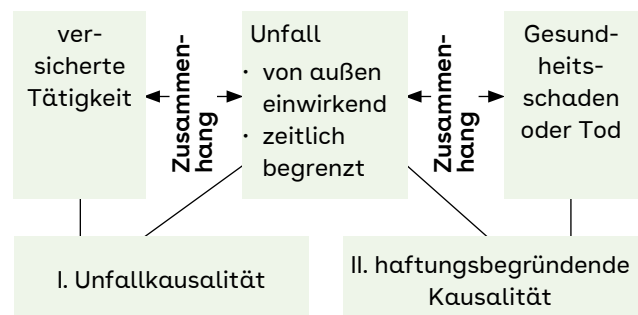 ver-
sicherte
Tätigkeit
Zusammen-
hang
Unfall
· von außen
einwirkend
· zeitlich
begrenzt
Zusammen-
hang
Gesund-
heits-
schaden
oder Tod
I. Unfallkausalität
II. haftungsbegründende
Kausalität